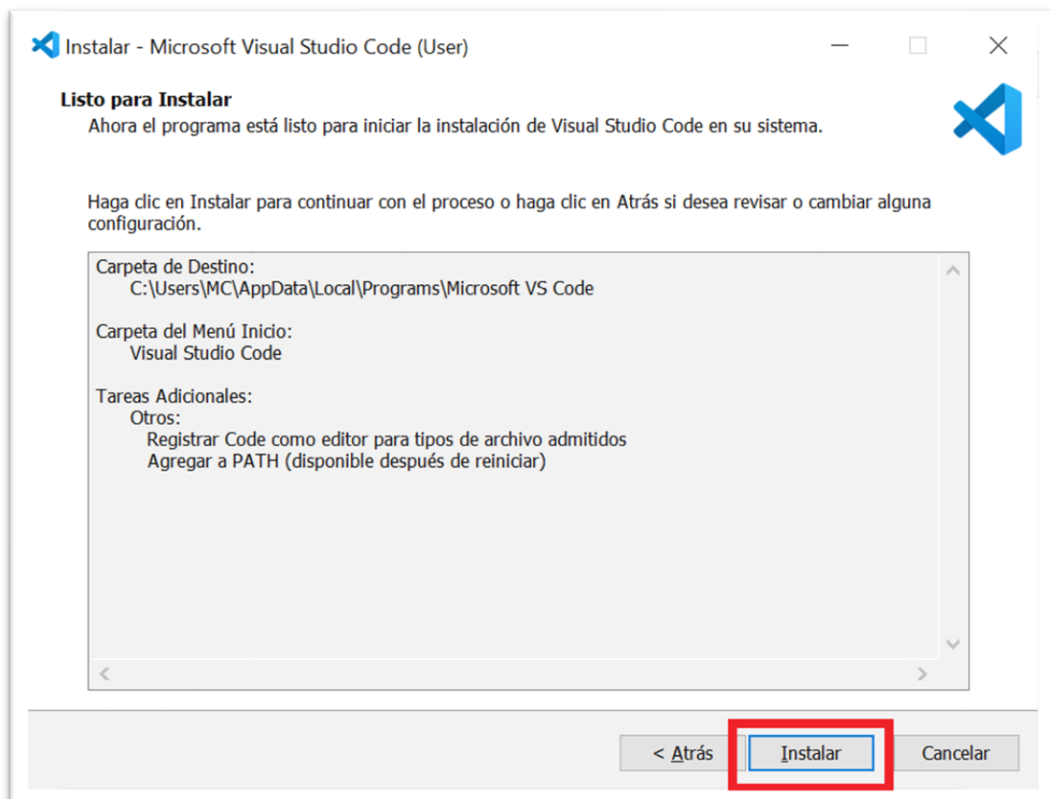 Instalar - Microsoft Visual Studio Code (User)
Listo para Instalar
Ahora el programa está listo para iniciar la instalación de Visual Studio Code en su sistema.
Haga clic en Instalar para continuar con el proceso o haga clic en Atrás si desea revisar o cambiar alguna
configuración.
Carpeta de Destino:
C:\Users\MC\AppData\Local\Programs\Microsoft VS Code
Carpeta del Menú Inicio:
Visual Studio Code
Tareas Adicionales:
Otros:
Registrar Code como editor para tipos de archivo admitidos
Agregar a PATH (disponible después de reiniciar)
< Atrás Instalar Cancelar